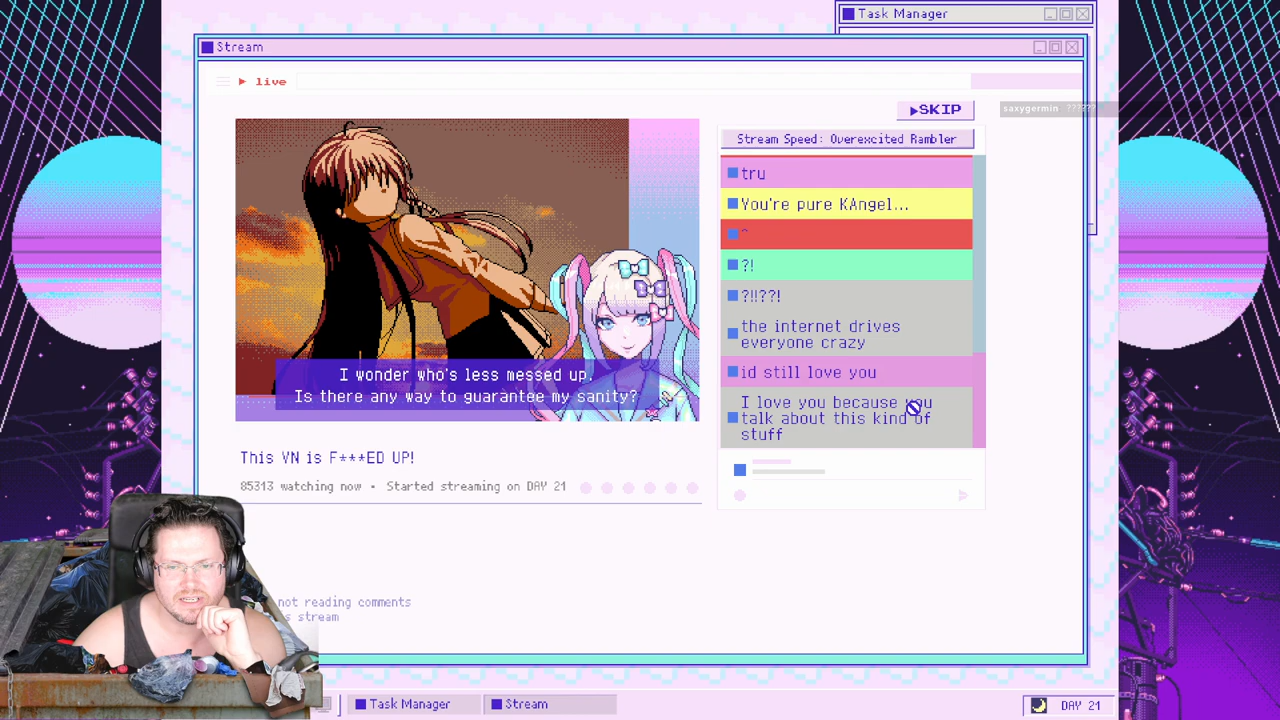 Task Manager
Stream
live
▶SKIP
saxygermin ??????
Stream Speed: Overexcited Rambler
tru
You're pure KAngel...
^
?!
?!!??!
the internet drives
everyone crazy
id still love you
I love you because you
talk about this kind of
stuff
I wonder who's less messed up.
Is there any way to guarantee my sanity?
This VN is F***ED UP!
85313 watching now • Started streaming on DAY 21
not reading comments
stream
Task Manager
Stream
DAY 21